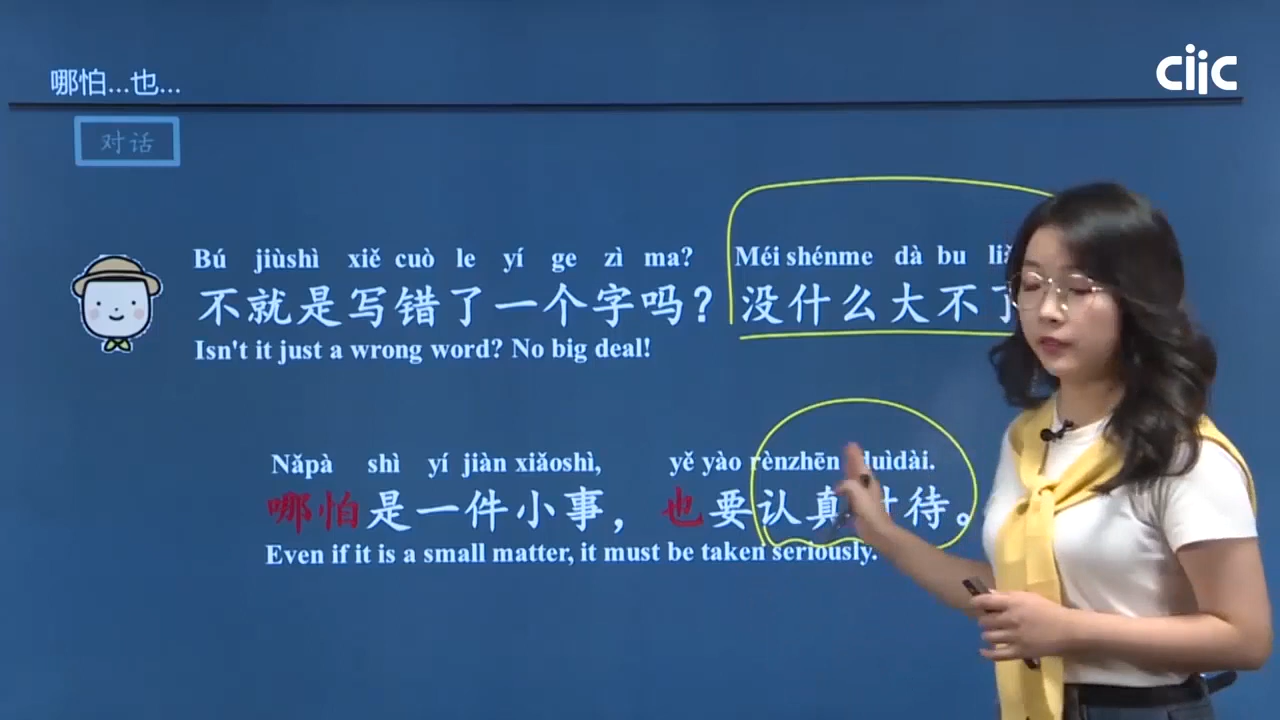 哪怕...也...
CIIC
对话
Bú jiùshì xiě cuò le yí ge zì ma? Méi shénme dà bu
不就是写错了一个字吗？没什么大不
Isn't it just a wrong word? No big deal!
Nǎpà shì yí jiàn xiǎoshì, yě yào rènzhēn duìdài.
哪怕是一件小事，也要认真对待。
Even if it is a small matter, it must be taken seriously.